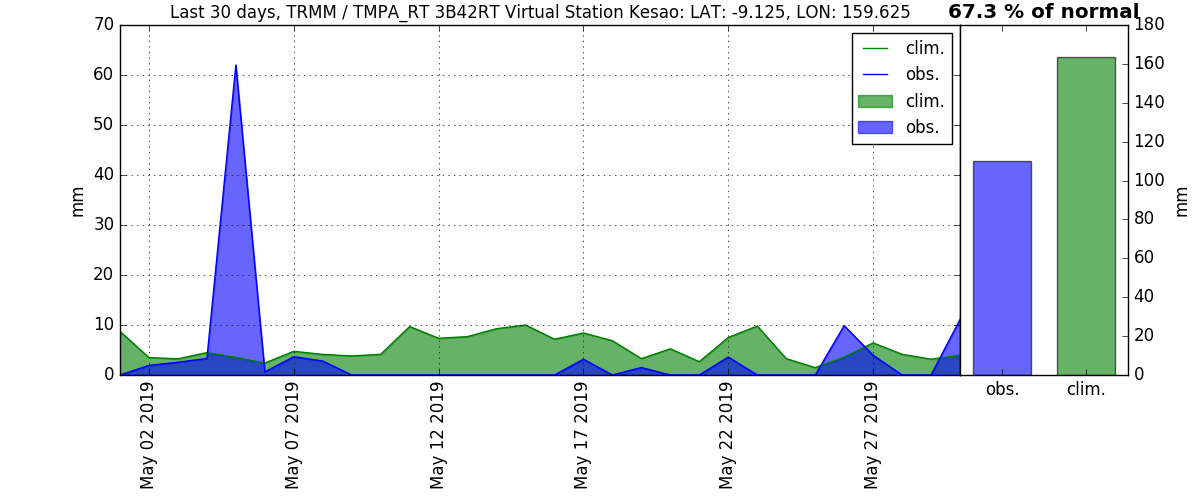 Last 30 days, TRMM / TMPA_RT 3B42RT Virtual Station Kesao: LAT: -9.125, LON: 159.625
67.3 % of normal
70
60
50
40
30
20
10
0
mm
May 02 2019
May 07 2019
May 12 2019
May 17 2019
May 22 2019
May 27 2019
clim.
obs.
clim.
obs.
180
160
140
120
100
80
60
40
20
0
mm
obs.
clim.